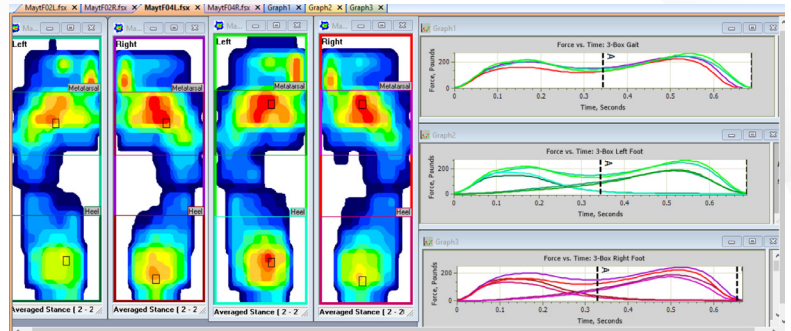 MaytF02L.fsx MaytF02R.fsx MaytF04L.fsx MaytF04R.fsx Graph1 Graph2 Graph3
Ma... Ma... Ma... Ma...
Left Right Left Right
Metatarsal Metatarsal Metatarsal Metatarsal
Heel Heel Heel Heel
Averaged Stance [ 2 - 2 Averaged Stance [ 2 - 2 Averaged Stance [ 2 - 2 Averaged Stance [ 2 - 2
Graph1
Force vs. Time: 3-Box Gait
Force, Pounds
200
0
A
0 0.1 0.2 0.3 0.4 0.5 0.6
Time, Seconds
Graph2
Force vs. Time: 3-Box Left Foot
Force, Pounds
200
0
A
0 0.1 0.2 0.3 0.4 0.5 0.6
Time, Seconds
Graph3
Force vs. Time: 3-Box Right Foot
Force, Pounds
200
0
A
0 0.1 0.2 0.3 0.4 0.5 0.6
Time, Seconds